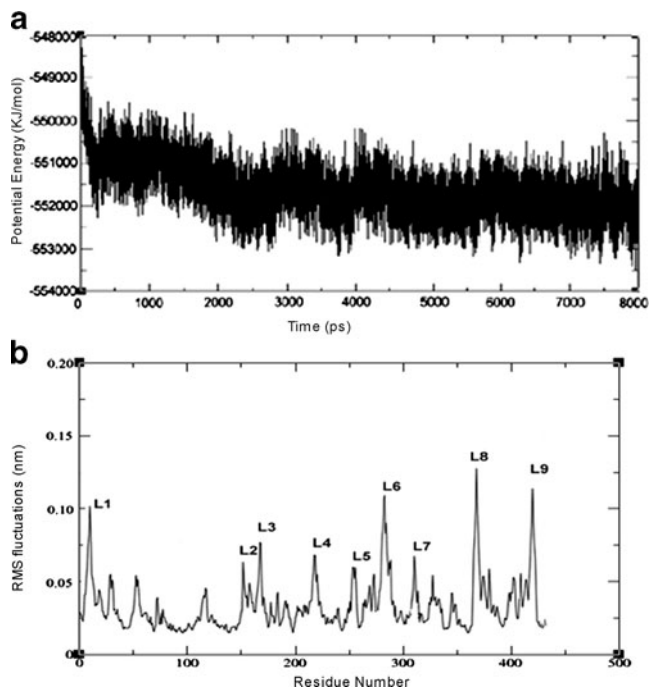 a
-548000
-549000
-550000
-551000
-552000
-553000
-554000
Potential Energy (KJ/mol)
0 1000 2000 3000 4000 5000 6000 7000 8000
Time (ps)
b
0.20
0.15
0.10
0.05
0.00
RMS fluctuations (nm)
L1
L2
L3
L4
L5
L6
L7
L8
L9
0 100 200 300 400 500
Residue Number